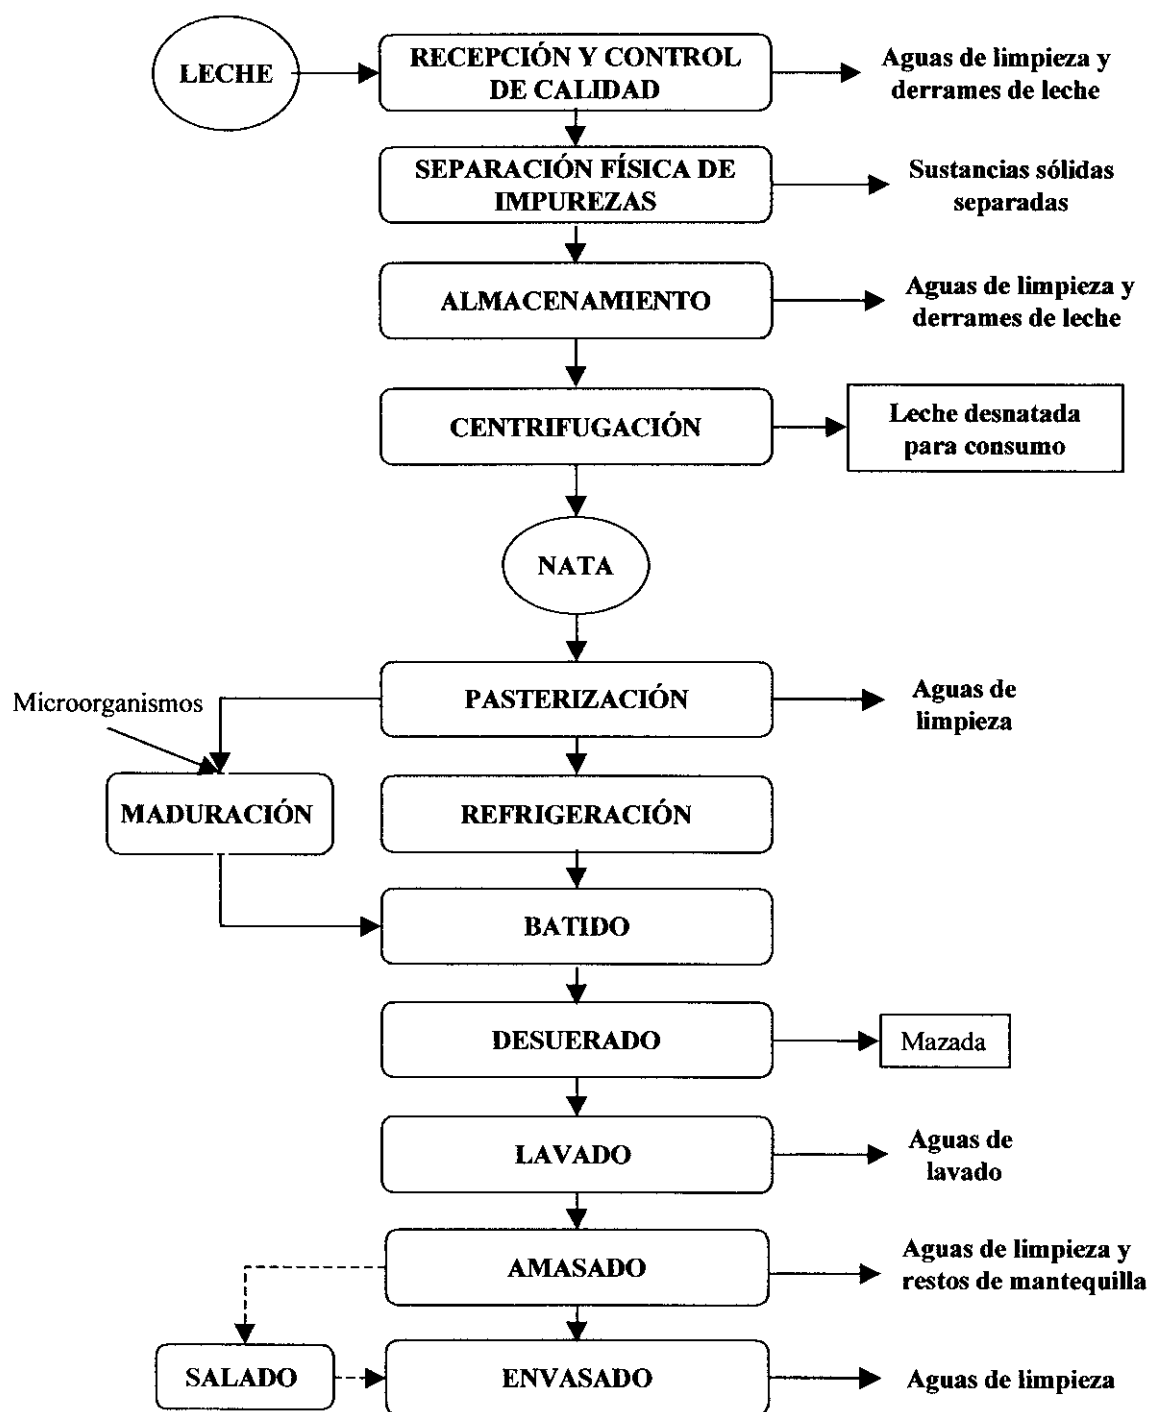 LECHE
RECEPCIÓN Y CONTROL
DE CALIDAD
Aguas de limpieza y
derrames de leche
SEPARACIÓN FÍSICA DE
IMPUREZAS
Sustancias sólidas
separadas
ALMACENAMIENTO
Aguas de limpieza y
derrames de leche
CENTRIFUGACIÓN
Leche desnatada
para consumo
NATA
Microorganismos
PASTERIZACIÓN
Aguas de
limpieza
MADURACIÓN
REFRIGERACIÓN
BATIDO
DESUERADO
Mazada
LAVADO
Aguas de
lavado
AMASADO
Aguas de limpieza y
restos de mantequilla
SALADO
ENVASADO
Aguas de limpieza